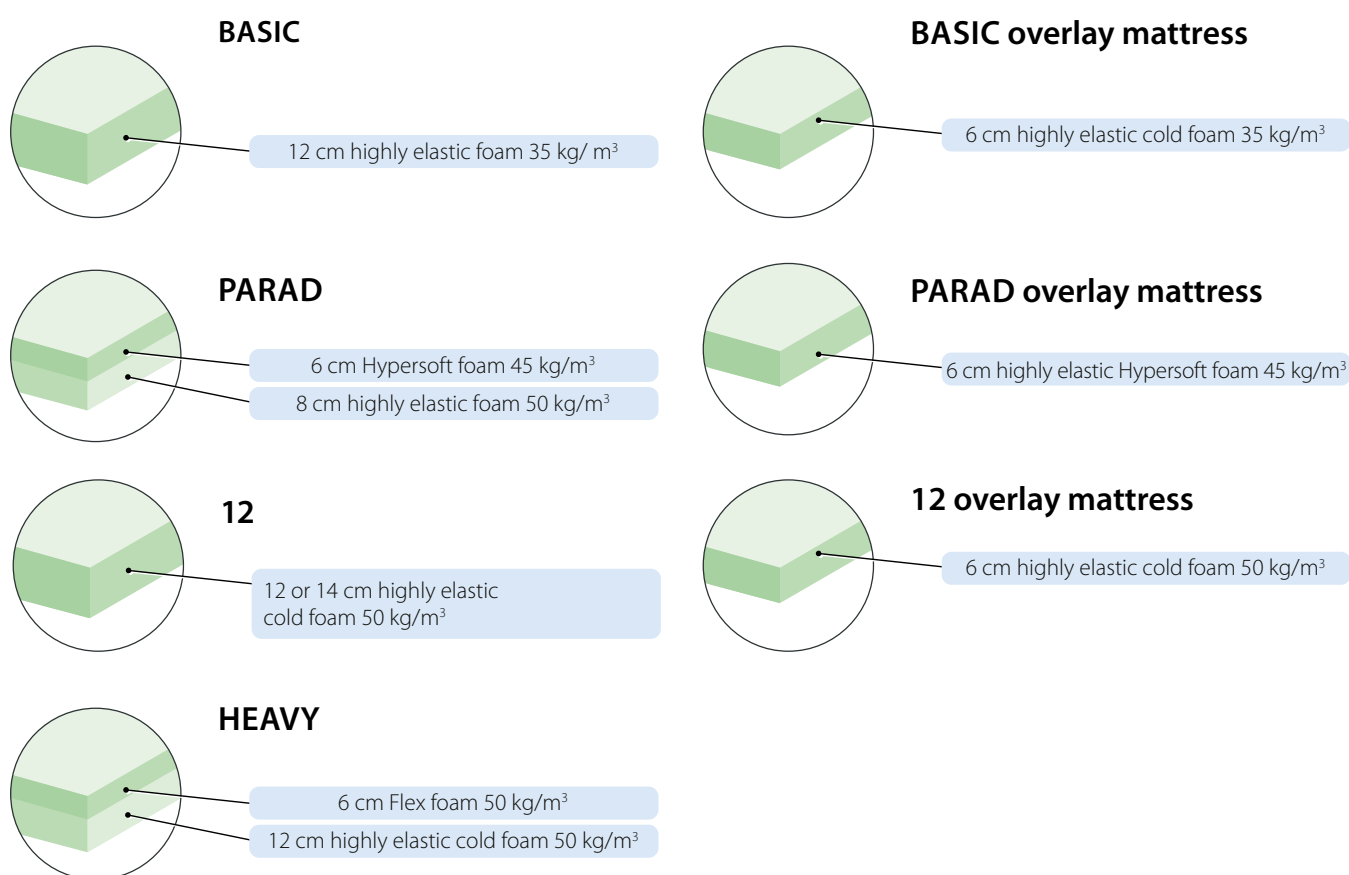 BASIC
12 cm highly elastic foam 35 kg/ m³
PARAD
6 cm Hypersoft foam 45 kg/m³
8 cm highly elastic foam 50 kg/m³
12
12 or 14 cm highly elastic
cold foam 50 kg/m³
HEAVY
6 cm Flex foam 50 kg/m³
12 cm highly elastic cold foam 50 kg/m³
BASIC overlay mattress
6 cm highly elastic cold foam 35 kg/m³
PARAD overlay mattress
6 cm highly elastic Hypersoft foam 45 kg/m³
12 overlay mattress
6 cm highly elastic cold foam 50 kg/m³